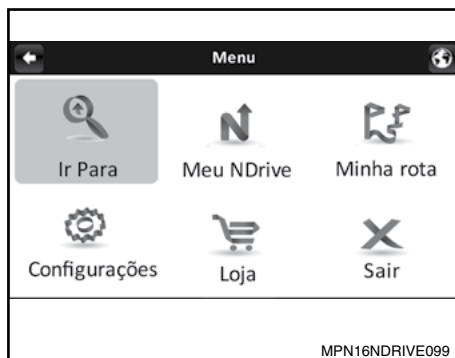 Menu
Ir Para
Meu NDrive
Minha rota
Configurações
Loja
Sair
MPN16NDRIVE099